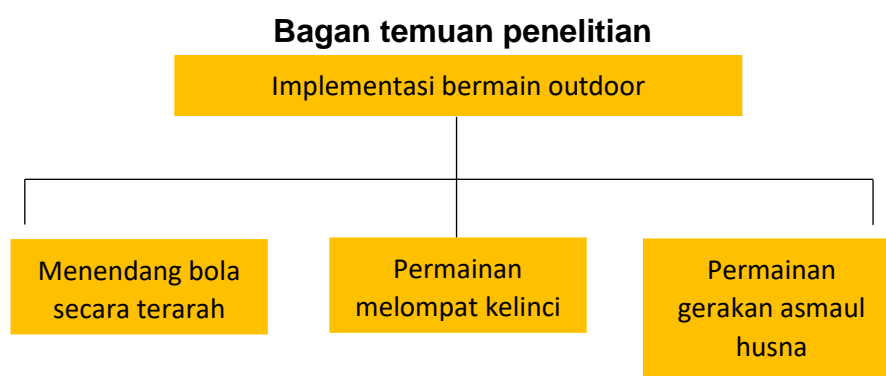 Bagan temuan penelitian
Implementasi bermain outdoor
Menendang bola
secara terarah
Permainan
melompat kelinci
Permainan
gerakan asmaul
husna